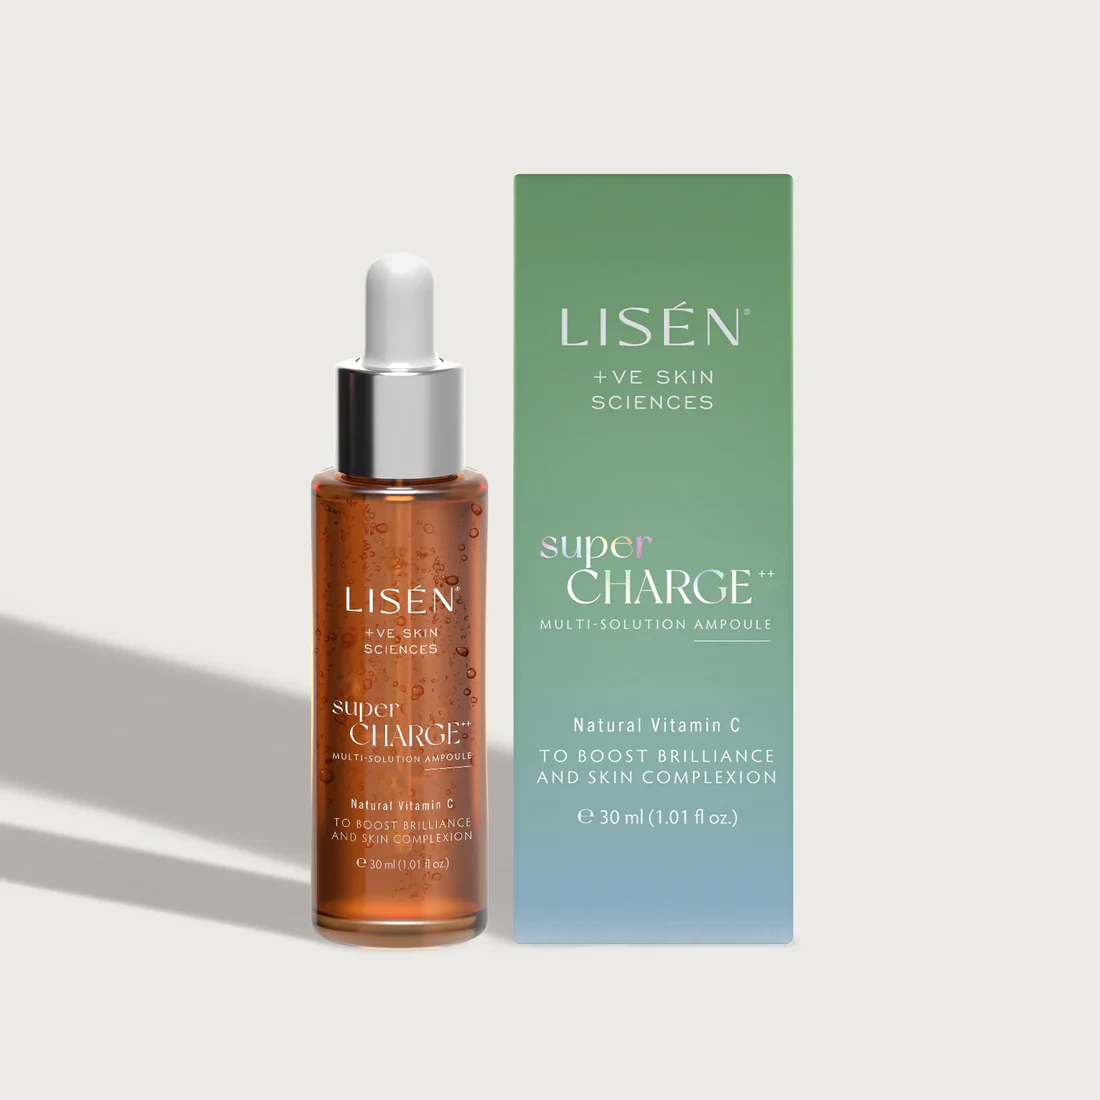 LISÉN®
+VE SKIN
SCIENCES
super
CHARGE++
MULTI-SOLUTION AMPOULE
Natural Vitamin C
TO BOOST BRILLIANCE
AND SKIN COMPLEXION
℮ 30 ml (1.01 fl oz.)
LISÉN®
+VE SKIN
SCIENCES
super
CHARGE++
MULTI-SOLUTION AMPOULE
Natural Vitamin C
TO BOOST BRILLIANCE
AND SKIN COMPLEXION
℮ 30 ml (1.01 fl oz.)